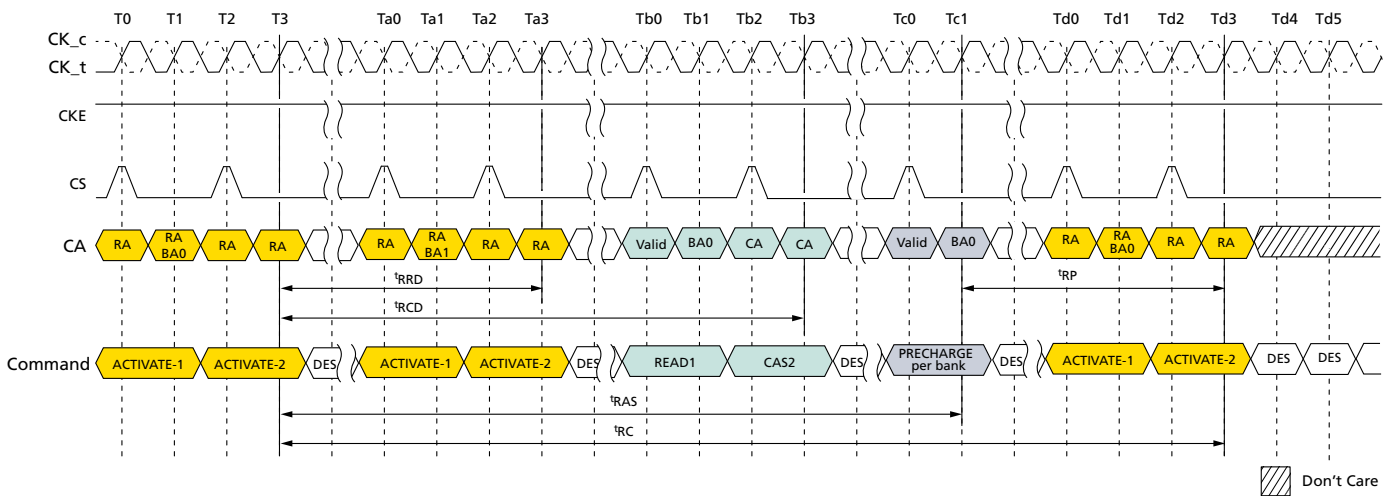 T0 T1 T2 T3 Ta0 Ta1 Ta2 Ta3 Tb0 Tb1 Tb2 Tb3 Tc0 Tc1 Td0 Td1 Td2 Td3 Td4 Td5
CK_c
CK_t
CKE
CS
CA RA RA BA0 RA RA RA RA BA1 RA RA Valid BA0 CA CA Valid BA0 RA RA BA0 RA RA
tRRD tRP
tRCD
Command ACTIVATE-1 ACTIVATE-2 DES ACTIVATE-1 ACTIVATE-2 DES READ1 CAS2 DES PRECHARGE per bank DES ACTIVATE-1 ACTIVATE-2 DES DES
tRAS
tRC
Don't Care